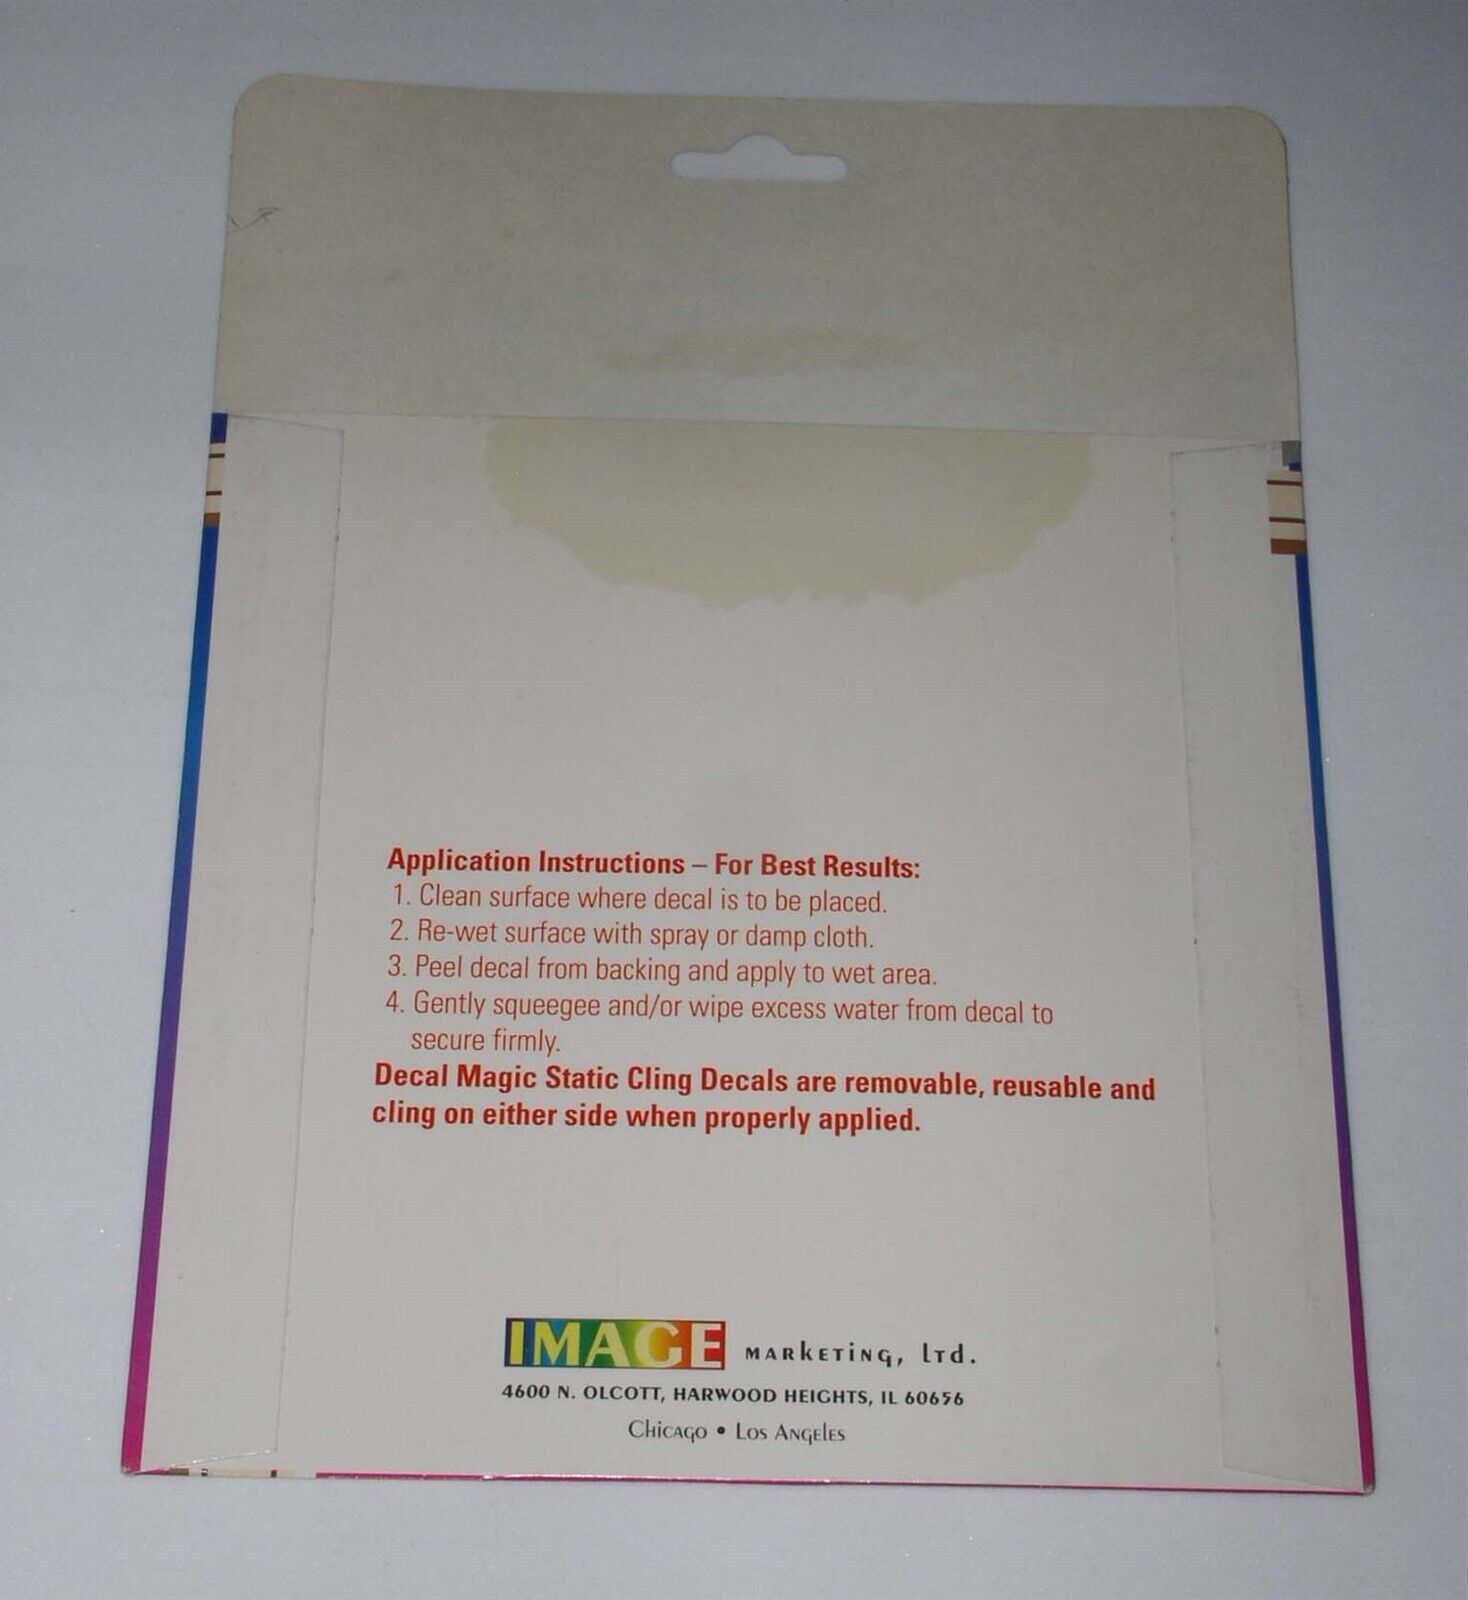 Application Instructions – For Best Results:
1. Clean surface where decal is to be placed.
2. Re-wet surface with spray or damp cloth.
3. Peel decal from backing and apply to wet area.
4. Gently squeegee and/or wipe excess water from decal to
secure firmly.
Decal Magic Static Cling Decals are removable, reusable and
cling on either side when properly applied.
IMAGE MARKETING, LTD.
4600 N. OLCOTT, HARWOOD HEIGHTS, IL 60656
Chicago • Los Angeles